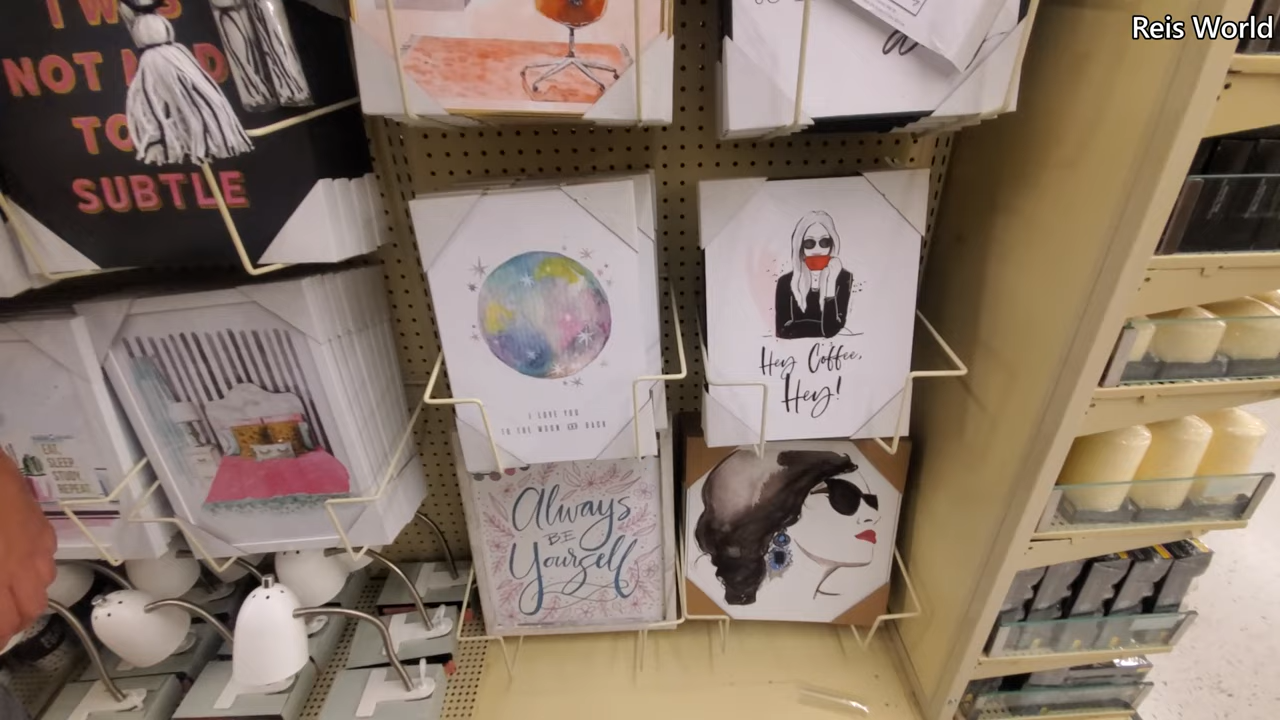 Reis World
I WAS
NOT
TO
SUBTLE
I LOVE YOU
TO THE MOON AND BACK
Hey Coffee,
Hey!
EAT.
SLEEP.
STUDY.
REPEAT.
Always
BE
Yourself